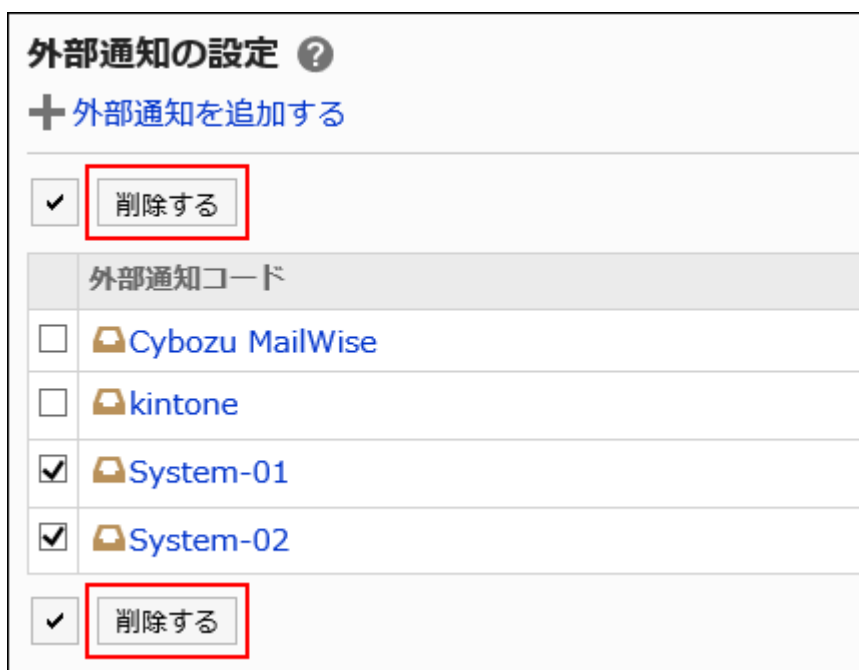 外部通知の設定 ?
外部通知を追加する
削除する
外部通知コード
Cybozu MailWise
kintone
System-01
System-02
削除する